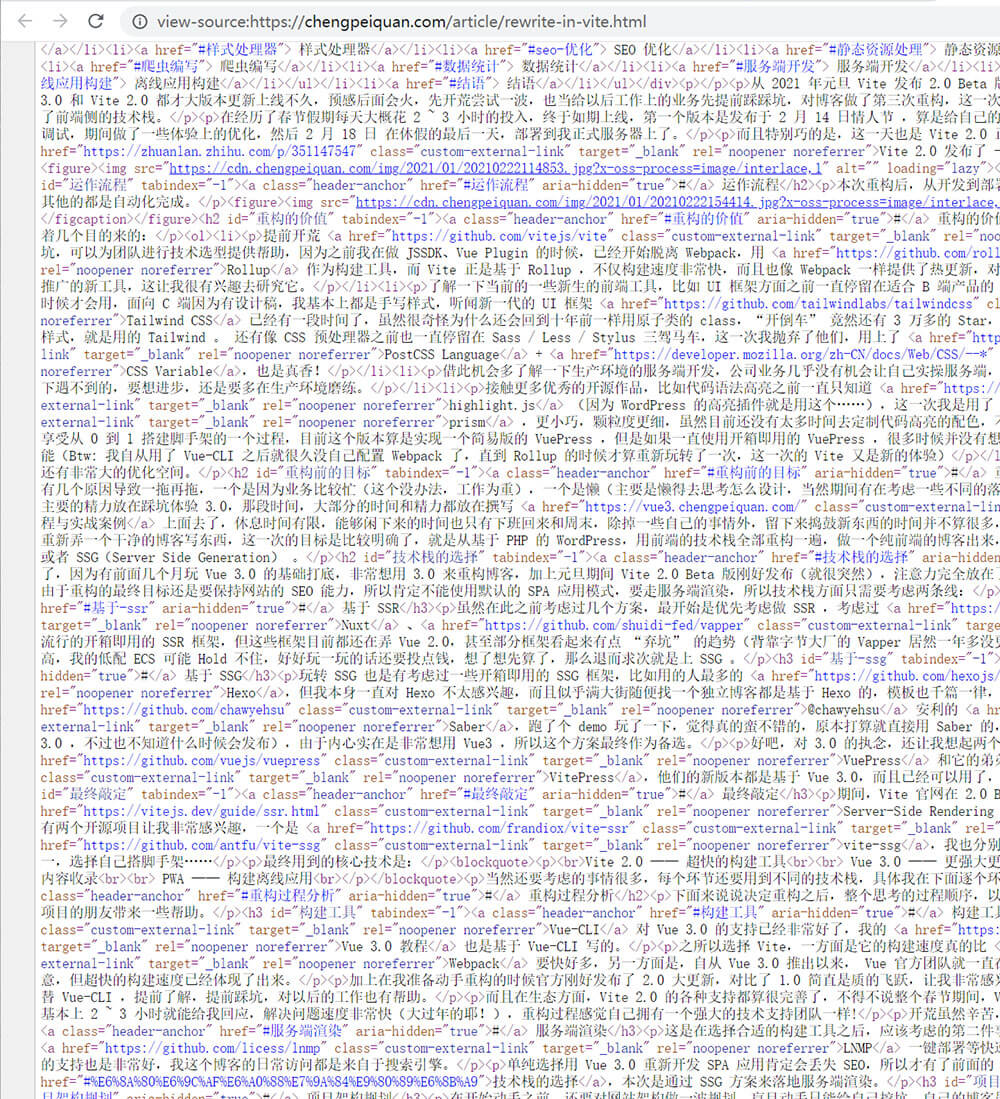 view-source:https://chengpeiquan.com/article/rewrite-in-vite.html
</a></li><li><a href="#样式处理器"> 样式处理器</a></li><li><a href="#seo-优化"> SEO 优化</a></li><li><a href="#静态资源处理"> 静态资源
<li><a href="#爬虫编写"> 爬虫编写</a></li><li><a href="#数据统计"> 数据统计</a></li><li><a href="#服务端开发"> 服务端开发</a></li><li><a
线应用构建"> 离线应用构建</a></li></ul></li><li><a href="#结语"> 结语</a></li></ul></div><p></p><p>从 2021 年元旦 Vite 发布 2.0 Beta
3.0 和 Vite 2.0 都才大版本更新上线不久，预感后面会火，先开荒尝试一波，也当给以后工作上的业务先提前踩踩坑，对博客做了第三次重构，这一次
了前端侧的技术栈。</p><p>在经历了春节假期每天大概花 2 ~ 3 小时的投入，终于如期上线，第一个版本是发布于 2 月 14 日情人节 ，算是给自己的
调试，期间做了一些体验上的优化，然后 2 月 18 日 在休假的最后一天，部署到我正式服务器上了。</p><p>而且特别巧的是，这一天也是 Vite 2.0
href="https://zhuanlan.zhihu.com/p/351147547" class="custom-external-link" target="_blank" rel="noopener noreferrer">Vite 2.0 发布了
<figure><img src="https://cdn.chengpeiquan.com/img/2021/01/20210222114853.jpg?x-oss-process=image/interlace,1" alt="" loading="lazy">
id="运作流程" tabindex="-1"><a class="header-anchor" href="#运作流程" aria-hidden="true">#</a> 运作流程</h2><p>本次重构后，从开发到部署
其他的都是自动化完成。</p><figure><img src="https://cdn.chengpeiquan.com/img/2021/01/20210222154414.jpg?x-oss-process=image/interlace,
</figcaption></figure><h2 id="重构的价值" tabindex="-1"><a class="header-anchor" href="#重构的价值" aria-hidden="true">#</a> 重构的价值
着几个目的来的：</p><ol><li><p>提前开荒 <a href="https://github.com/vitejs/vite" class="custom-external-link" target="_blank" rel="noop
坑，可以为团队进行技术选型提供帮助，因为之前我在做 JSSDK、Vue Plugin 的时候，已经开始脱离 Webpack，用 <a href="https://github.com/roll
rel="noopener noreferrer">Rollup</a> 作为构建工具，而 Vite 正是基于 Rollup ，不仅构建速度非常快，而且也像 Webpack 一样提供了热更新，对
推广的新工具，这让我很有兴趣去研究它。</p></li><li><p>了解一下当前的一些新生的前端工具，比如 UI 框架方面之前一直停留在适合 B 端产品的
时候才会用，面向 C 端因为有设计稿，我基本上都是手写样式，听闻新一代的 UI 框架 <a href="https://github.com/tailwindlabs/tailwindcss" cl
noreferrer">Tailwind CSS</a> 已经有一段时间了，虽然很奇怪为什么还会回到十年前一样用原子类的 class，“开倒车” 竟然还有 3 万多的 Star，
样式，就是用的 Tailwind 。 还有像 CSS 预处理器之前也一直停留在 Sass / Less / Stylus 三驾马车，这一次我抛弃了他们，用上了 <a href="http
link" target="_blank" rel="noopener noreferrer">PostCSS Language</a> + <a href="https://developer.mozilla.org/zh-CN/docs/Web/CSS/--*"
noreferrer">CSS Variable</a>，也是真香！</p></li><li><p>借此机会多了解一下生产环境的服务端开发，公司业务几乎没有机会让自己实操服务端，
下遇不到的，要想进步，还是要多在生产环境磨练。</p></li><li><p>接触更多优秀的开源作品，比如代码语法高亮之前一直只知道 <a href="https:/
external-link" target="_blank" rel="noopener noreferrer">highlight.js</a> （因为 WordPress 的高亮插件就是用这个……），这一次我是用了
external-link" target="_blank" rel="noopener noreferrer">prism</a> ，更小巧，颗粒度更细，虽然目前还没有太多时间去定制代码高亮的配色，
享受从 0 到 1 搭建脚手架的一个过程，目前这个版本算是实现一个简易版的 VuePress ，但是如果一直使用开箱即用的 VuePress ，很多时候并没有想
能（Btw: 我自从用了 Vue-CLI 之后就很久没自己配置 Webpack 了，直到 Rollup 的时候才算重新玩转了一次，这一次的 Vite 又是新的体验）</p></li
还有非常大的优化空间。</p><h2 id="重构前的目标" tabindex="-1"><a class="header-anchor" href="#重构前的目标" aria-hidden="true">#</a>
有几个原因导致一拖再拖，一个是因为业务比较忙（这个没办法，工作为重），一个是懒（主要是懒得去思考怎么设计，当然期间有在考虑一些不同的落
主要的精力放在踩坑体验 3.0，那段时间，大部分的时间和精力都放在撰写 <a href="https://vue3.chengpeiquan.com/" class="custom-external-lin
程与实战案例</a> 上面去了，休息时间有限，能够闲下来的时间也只有下班回来和周末，除掉一些自己的事情外，留下来捣鼓新东西的时间并不算很多，
重新弄一个干净的博客写东西，这一次的目标是比较明确了，就是从基于 PHP 的 WordPress，用前端的技术栈全部重构一遍，做一个纯前端的博客出来，
或者 SSG（Server Side Generation） 。</p><h2 id="技术栈的选择" tabindex="-1"><a class="header-anchor" href="#技术栈的选择" aria-hidden
了，因为有前面几个月玩 Vue 3.0 的基础打底，非常想用 3.0 来重构博客，加上元旦期间 Vite 2.0 Beta 版刚好发布（就很突然），注意力完全放在
由于重构的最终目标还是要保持网站的 SEO 能力，所以肯定不能使用默认的 SPA 应用模式，要走服务端渲染，所以技术栈方面只需要考虑两条线：</p>
href="#基于-ssr" aria-hidden="true">#</a> 基于 SSR</h3><p>虽然在此之前考虑过几个方案，最开始是优先考虑做 SSR ，考虑过 <a href="https:/
target="_blank" rel="noopener noreferrer">Nuxt</a> 、<a href="https://github.com/shuidi-fed/vapper" class="custom-external-link" target
流行的开箱即用的 SSR 框架，但这些框架目前都还在弄 Vue 2.0，甚至部分框架看起来有点 “弃坑” 的趋势（背靠字节大厂的 Vapper 居然一年多没
高，我的低配 ECS 可能 Hold 不住，好好玩一玩的话还要投点钱，想了想先算了，那么退而求次就是上 SSG 。</p><h3 id="基于-ssg" tabindex="-1">
hidden="true">#</a> 基于 SSG</h3><p>玩转 SSG 也是有考虑过一些开箱即用的 SSG 框架，比如用的人最多的 <a href="https://github.com/hexojs/
rel="noopener noreferrer">Hexo</a>，但我本身一直对 Hexo 不太感兴趣，而且似乎满大街随便找一个独立博客都是基于 Hexo 的，模板也千篇一律，
href="https://github.com/chawyehsu" class="custom-external-link" target="_blank" rel="noopener noreferrer">@chawyehsu</a> 安利的 <a
external-link" target="_blank" rel="noopener noreferrer">Saber</a>，跑了个 demo 玩了一下，觉得真的蛮不错的，原本打算就直接用 Saber 的，
3.0 ，不过也不知道什么时候会发布），由于内心实在是非常想用 Vue3 ，所以这个方案最终作为备选。</p><p>好吧，对 3.0 的执念，还让我想起两个
href="https://github.com/vuejs/vuepress" class="custom-external-link" target="_blank" rel="noopener noreferrer">VuePress</a> 和它的弟弟
class="custom-external-link" target="_blank" rel="noopener noreferrer">VitePress</a>，他们的新版本都是基于 Vue 3.0，而且已经可以用了，
id="最终敲定" tabindex="-1"><a class="header-anchor" href="#最终敲定" aria-hidden="true">#</a> 最终敲定</h3><p>期间，Vite 官网在 2.0 B
href="https://vitejs.dev/guide/ssr.html" class="custom-external-link" target="_blank" rel="noopener noreferrer">Server-Side Rendering
有两个开源项目让我非常感兴趣，一个是 <a href="https://github.com/frandiox/vite-ssr" class="custom-external-link" target="_blank" rel=
href="https://github.com/antfu/vite-ssg" class="custom-external-link" target="_blank" rel="noopener noreferrer">vite-ssg</a>，我也分别
一，选择自己搭脚手架……</p><p>最终用到的核心技术是：</p><blockquote><p><br>Vite 2.0 —— 超快的构建工具<br><br> Vue 3.0 —— 更强大更
内容收录<br><br> PWA —— 构建离线应用<br></p></blockquote><p>当然还要考虑的事情很多，每个环节还要用到不同的技术栈，具体我在下面逐个环
class="header-anchor" href="#重构过程分析" aria-hidden="true">#</a> 重构过程分析</h2><p>下面来说说决定重构之后，整个思考的过程顺序，以
项目的朋友带来一些帮助。</p><h3 id="构建工具" tabindex="-1"><a class="header-anchor" href="#构建工具" aria-hidden="true">#</a> 构建工
class="custom-external-link" target="_blank" rel="noopener noreferrer">Vue-CLI</a> 对 Vue 3.0 的支持已经非常好了，我的 <a href="https:
target="_blank" rel="noopener noreferrer">Vue 3.0 教程</a> 也是基于 Vue-CLI 写的。</p><p>之所以选择 Vite，一方面是它的构建速度真的比
external-link" target="_blank" rel="noopener noreferrer">Webpack</a> 要快好多，另一方面是，自从 Vue 3.0 推出以来， Vue 官方团队就一直在
意，但超快的构建速度已经体现了出来。</p><p>加上在我准备动手重构的时候官方刚好发布了 2.0 大更新，对比了 1.0 简直是质的飞跃，让我非常感兴
替 Vue-CLI ，提前了解，提前踩坑，对以后的工作也有帮助。</p><p>而且在生态方面，Vite 2.0 的各种支持都算很完善了，不得不说整个春节期间，V
基本上 2 ~ 3 小时就能给我回应，解决问题速度非常快（大过年的耶！），重构过程感觉自己拥有一个强大的技术支持团队一样!</p><p>开荒虽然辛苦，
<a class="header-anchor" href="#服务端渲染" aria-hidden="true">#</a> 服务端渲染</h3><p>这是在选择合适的构建工具之后，应该考虑的第二件
<a href="https://github.com/licess/lnmp" class="custom-external-link" target="_blank" rel="noopener noreferrer">LNMP</a> 一键部署等快速
的支持也是非常好，我这个博客的日常访问都是来自于搜索引擎。</p><p>单纯选择用 Vue 3.0 重新开发 SPA 应用肯定会丢失 SEO，所以才有了前面的
href="#%E6%8A%80%E6%9C%AF%E6%A0%88%E7%9A%84%E9%80%89%E6%8B%A9">技术栈的选择</a>，本次是通过 SSG 方案来落地服务端渲染。</p><h3 id="项目